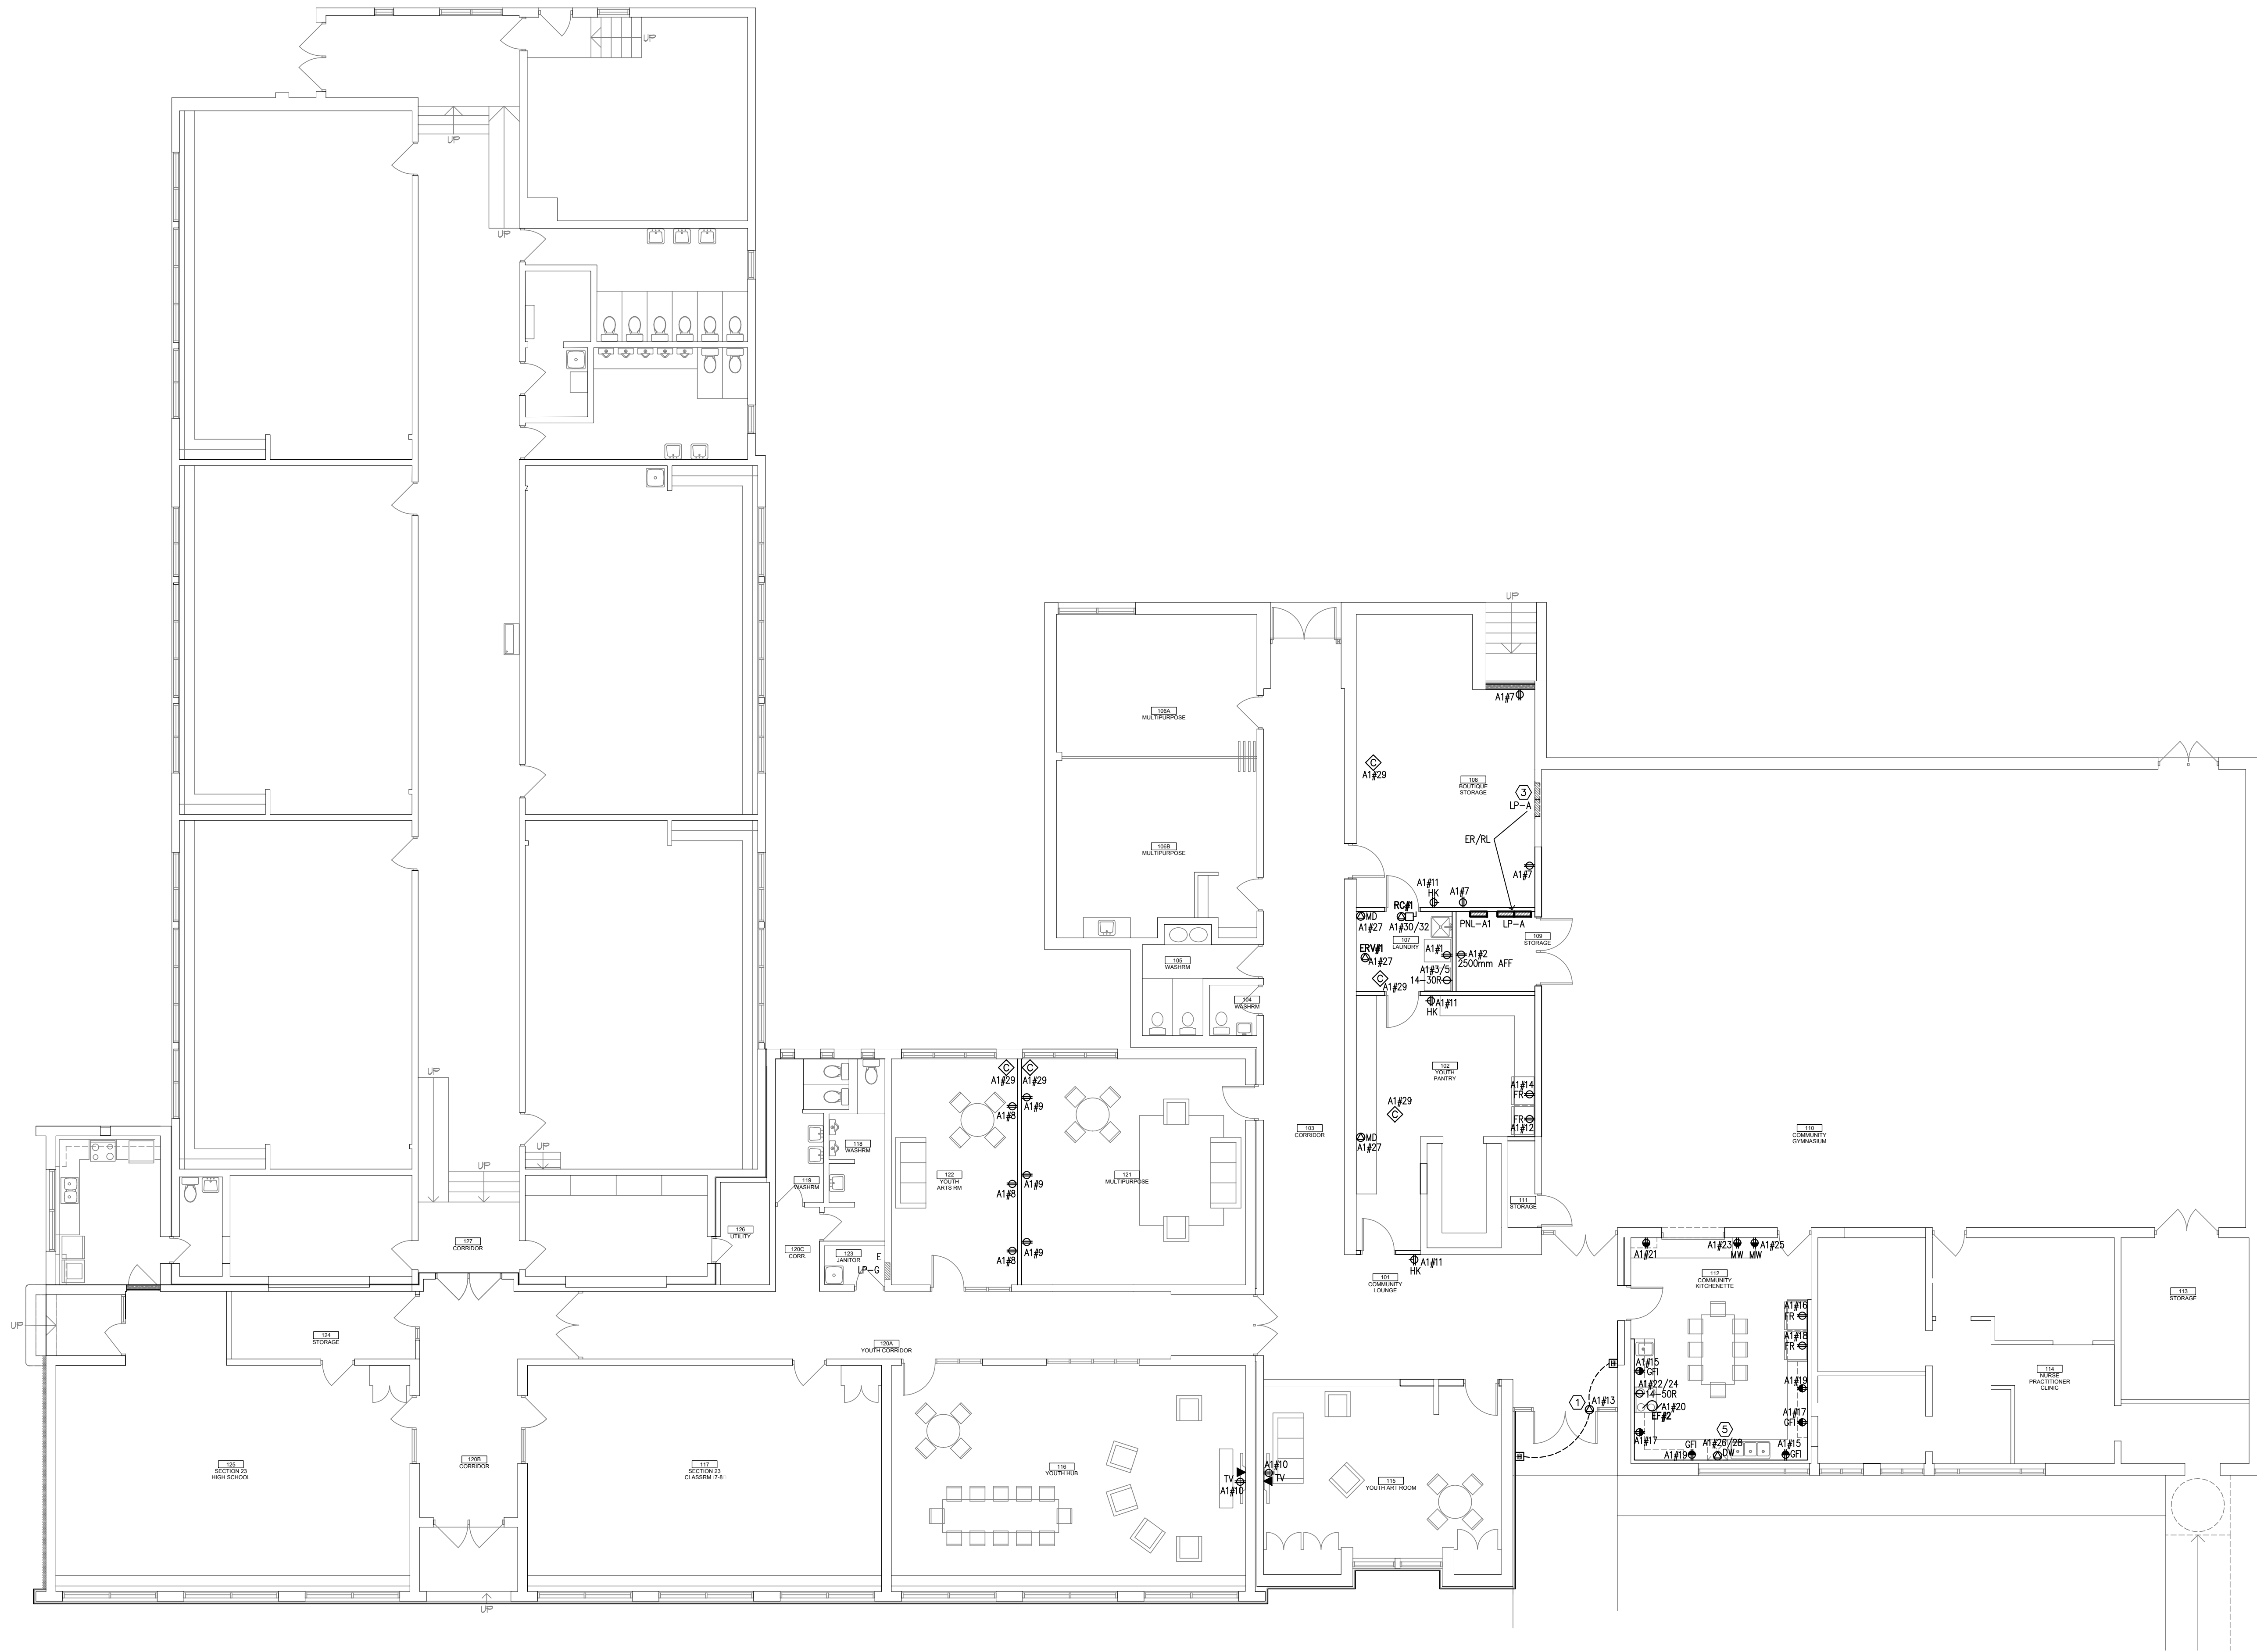 UP
UP
UP
UP
A1#7
106A
MULTIPURPOSE
C
A1#29
108
BOUTIQUE
STORAGE
3
LP-A
ER/RL
106B
MULTIPURPOSE
A1#7
A1#11
HK
A1#7
RC#1
MD
A1#27
A1#30/32
PNL-A1
LP-A
107
LAUNDRY
109
STORAGE
ERV#1
A1#27
A1#1
A1#2
2500mm AFF
105
WASHRM
A1#3/5
14-30R
C
A1#29
104
WASHRM
A1#11
HK
102
YOUTH
PANTRY
UP
C
A1#29
C
A1#29
A1#14
FR
FR
A1#12
A1#8
A1#9
A1#29
C
MD
A1#27
103
CORRIDOR
110
COMMUNITY
GYMNASIUM
118
WASHRM
UP
UP
119
WASHRM
122
YOUTH
ARTS RM
A1#8
A1#9
121
MULTIPURPOSE
111
STORAGE
126
UTILITY
127
CORRIDOR
120C
CORR.
123
JANITOR
E
LP-G
A1#8
A1#9
A1#11
HK
101
COMMUNITY
LOUNGE
A1#21
A1#23
MW
MW
A1#25
112
COMMUNITY
KITCHENETTE
113
STORAGE
UP
124
STORAGE
120A
YOUTH CORRIDOR
A1#16
FR
A1#18
FR
A1#15
GFI
A1#22/24
14-50R
A1#20
EF#2
A1#17
A1#19
A1#17
GFI
114
NURSE
PRACTITIONER
CLINIC
1
A1#13
5
GFI
A1#19
A1#26/28
DW
A1#15
GFI
125
SECTION 23
HIGH SCHOOL
120B
CORRIDOR
117
SECTION 23
CLASSRM
116
YOUTH HUB
TV
A1#10
A1#10
TV
115
YOUTH ART ROOM
UP